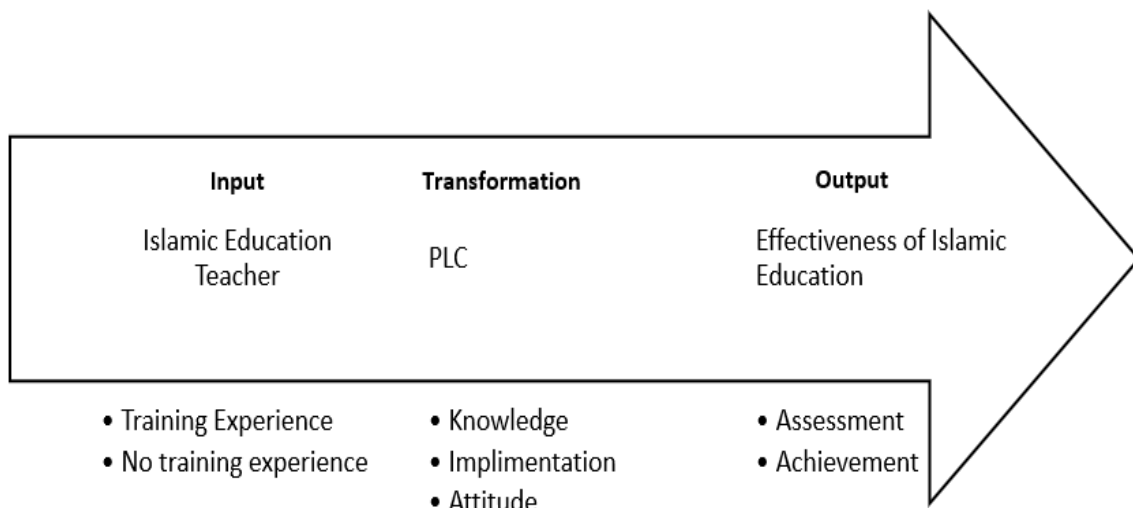 Input
Islamic Education
Teacher
Transformation
PLC
Output
Effectiveness of Islamic
Education
• Training Experience
• No training experience
• Knowledge
• Implimentation
• Attitude
• Assessment
• Achievement